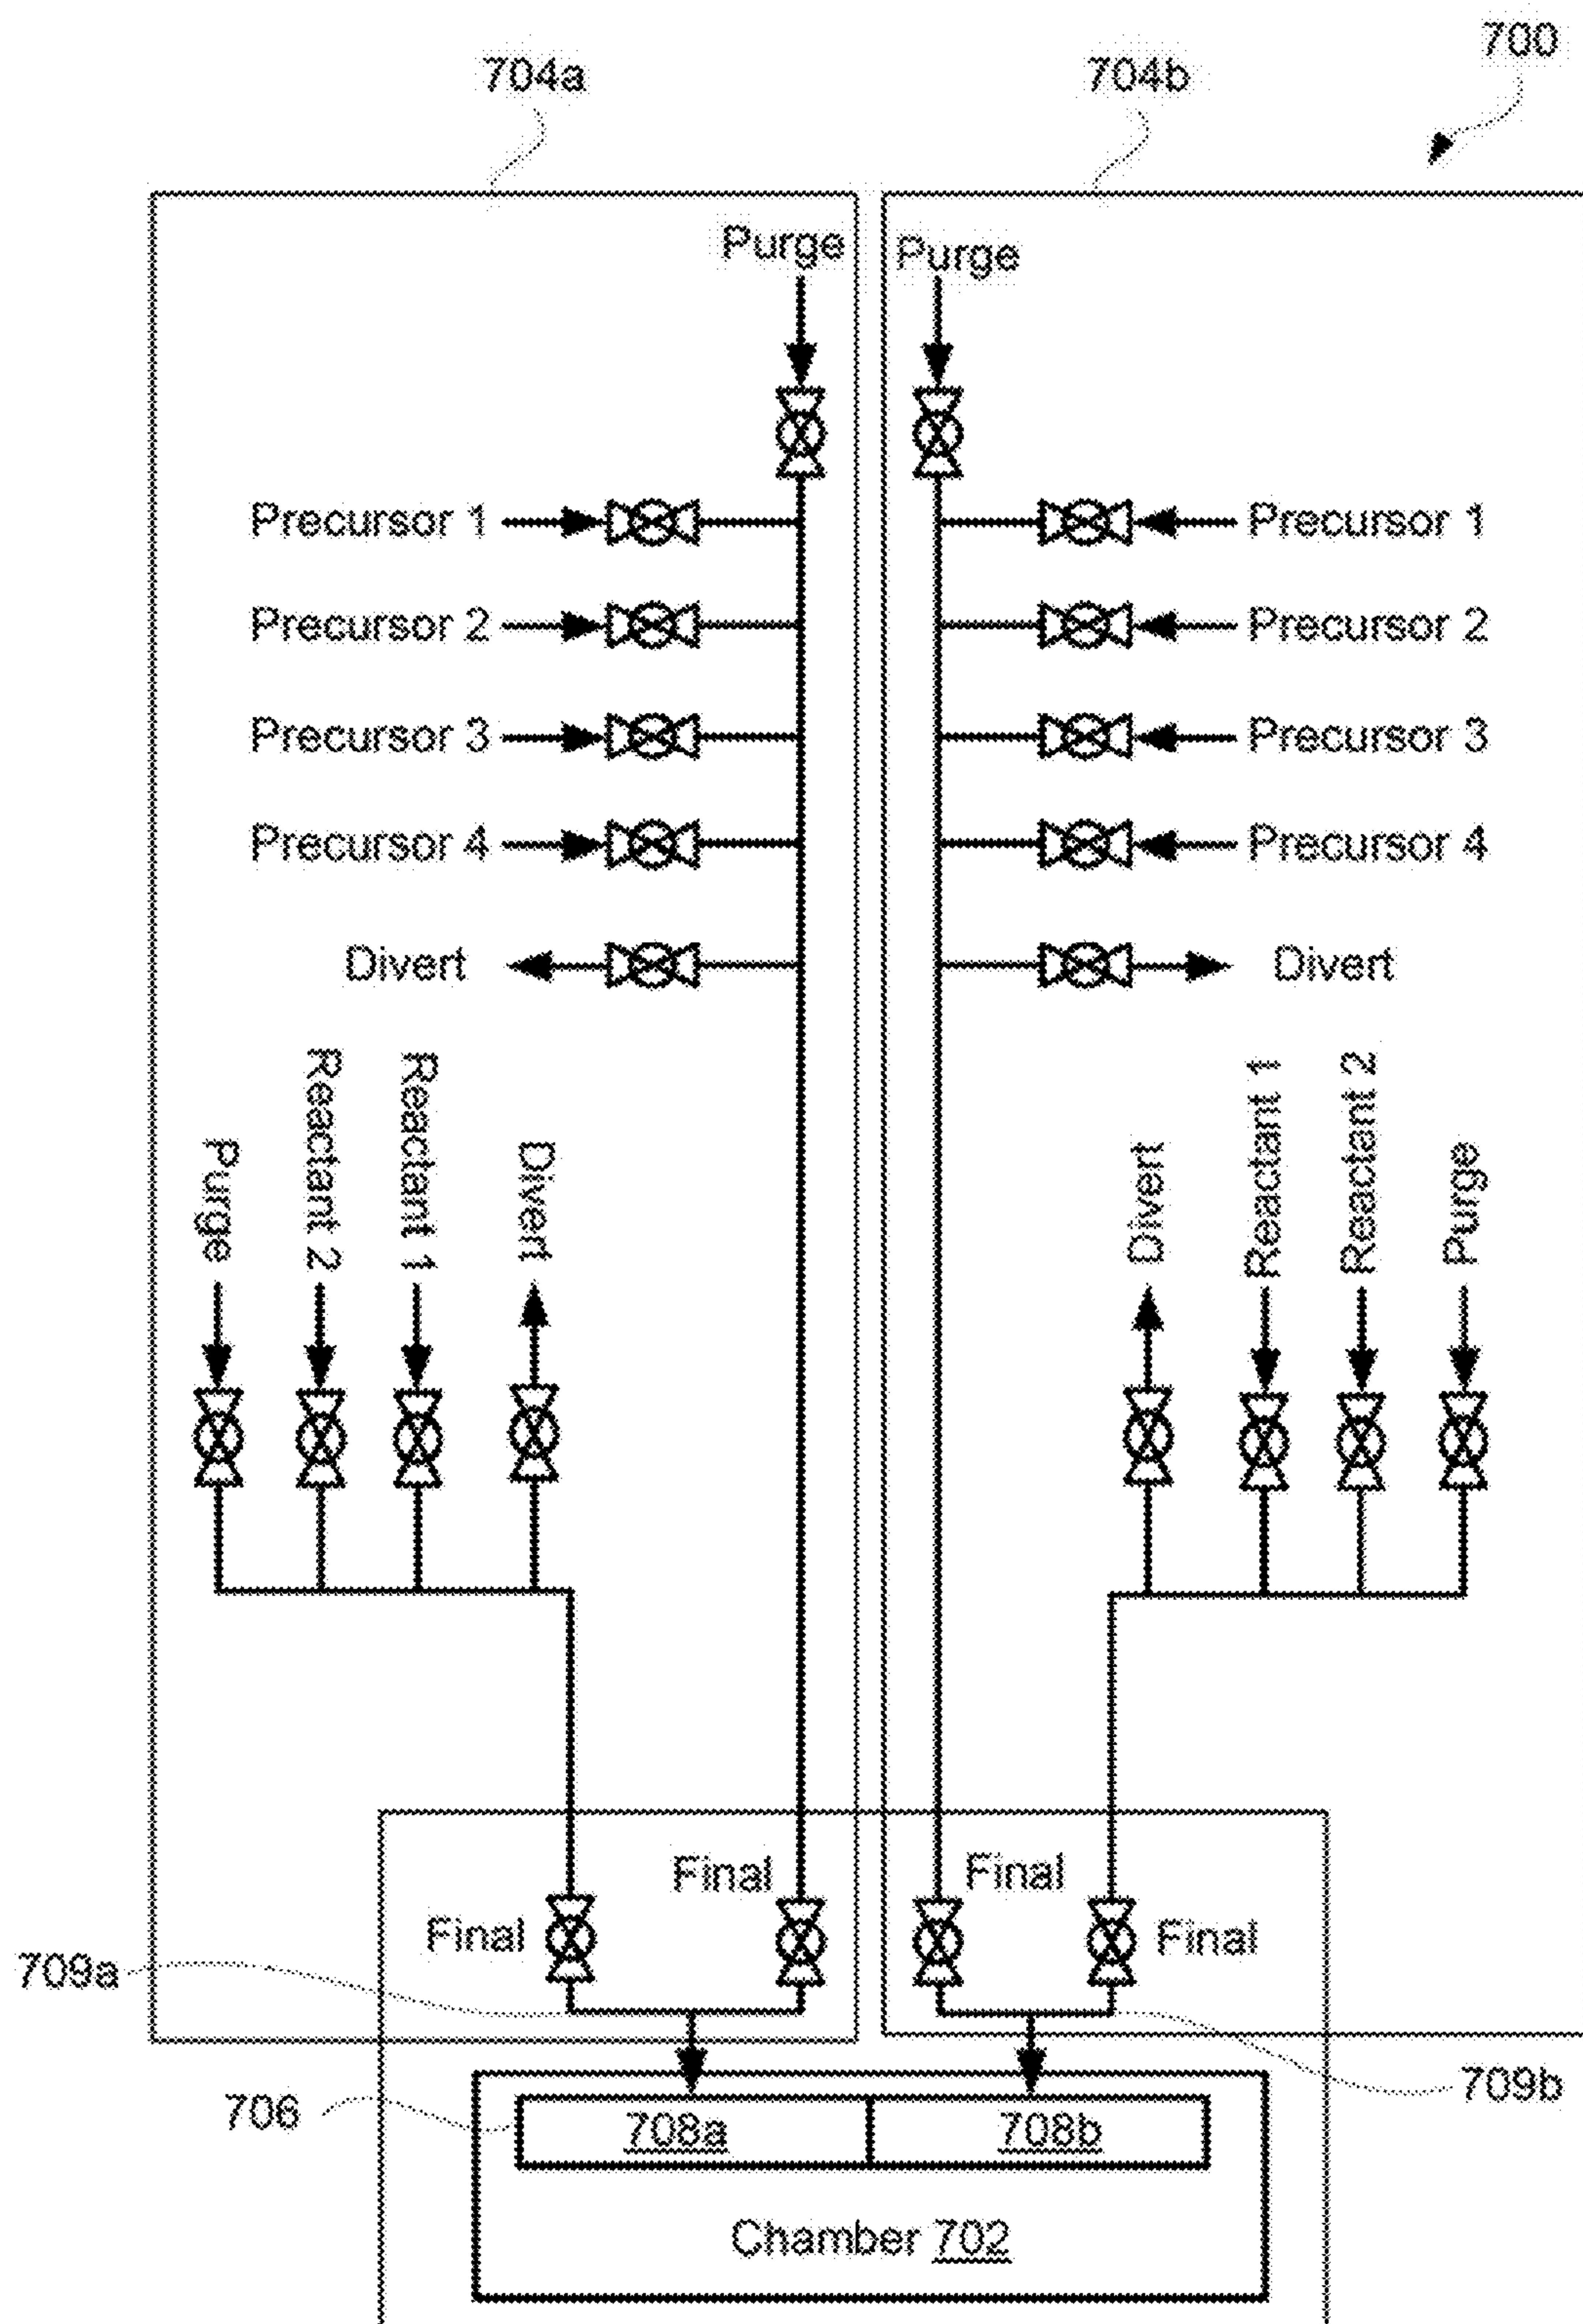 700
704a 704b
Purge Purge
Precursor 1 Precursor 1
Precursor 2 Precursor 2
Precursor 3 Precursor 3
Precursor 4 Precursor 4
Divert Divert
Purge Reactant 2 Reactant 1 Divert Divert Reactant 1 Reactant 2 Purge
Final Final
Final Final
709a
709b
706
708a 708b
Chamber 702